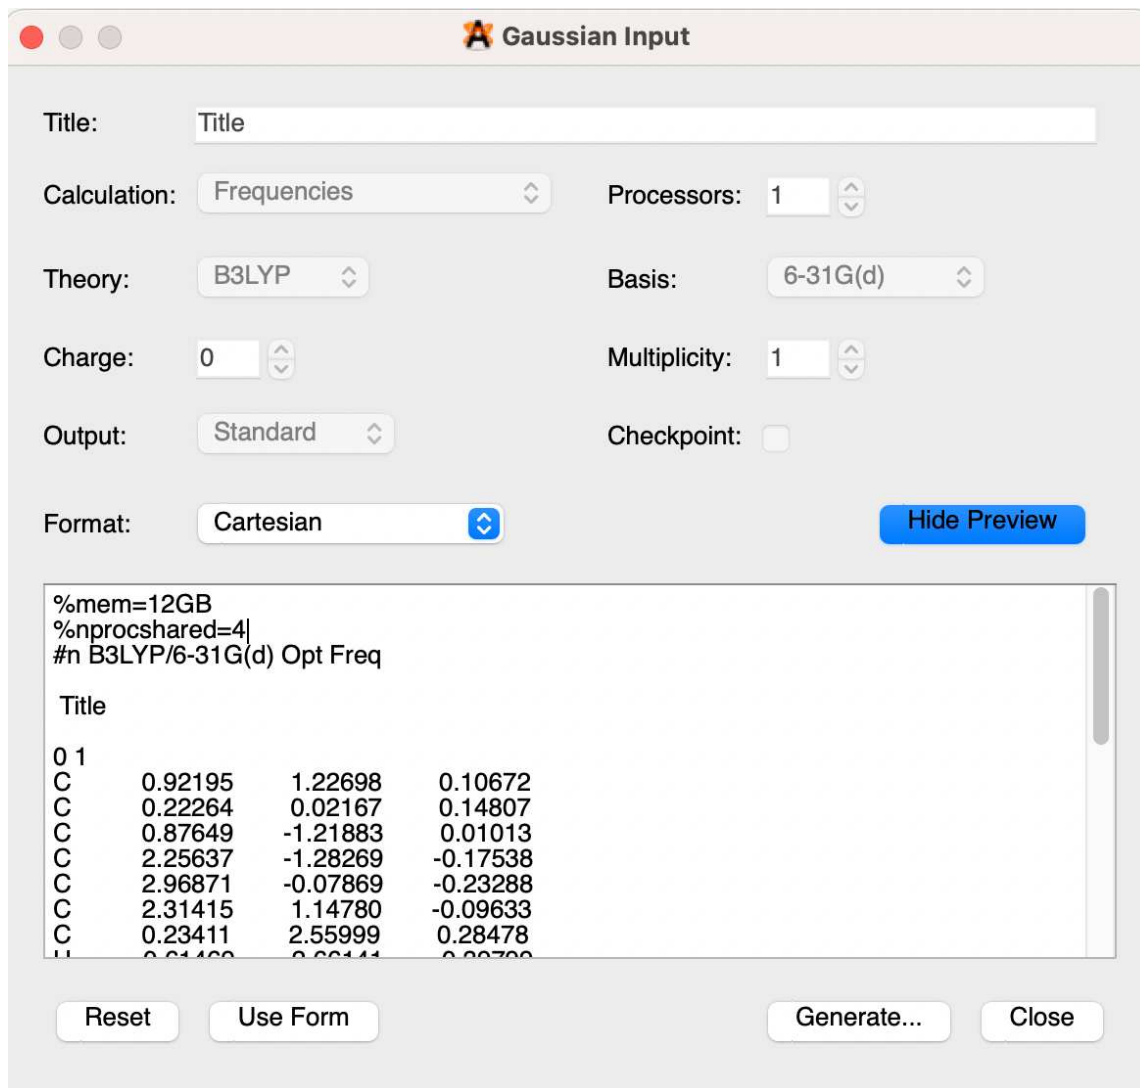 Gaussian Input
Title: Title
Calculation: Frequencies Processors: 1
Theory: B3LYP Basis: 6-31G(d)
Charge: 0 Multiplicity: 1
Output: Standard Checkpoint:
Format: Cartesian Hide Preview
%mem=12GB
%nprocshared=4
#n B3LYP/6-31G(d) Opt Freq
Title
0 1
C 0.92195 1.22698 0.10672
C 0.22264 0.02167 0.14807
C 0.87649 -1.21883 0.01013
C 2.25637 -1.28269 -0.17538
C 2.96871 -0.07869 -0.23288
C 2.31415 1.14780 -0.09633
C 0.23411 2.55999 0.28478
Reset Use Form Generate... Close